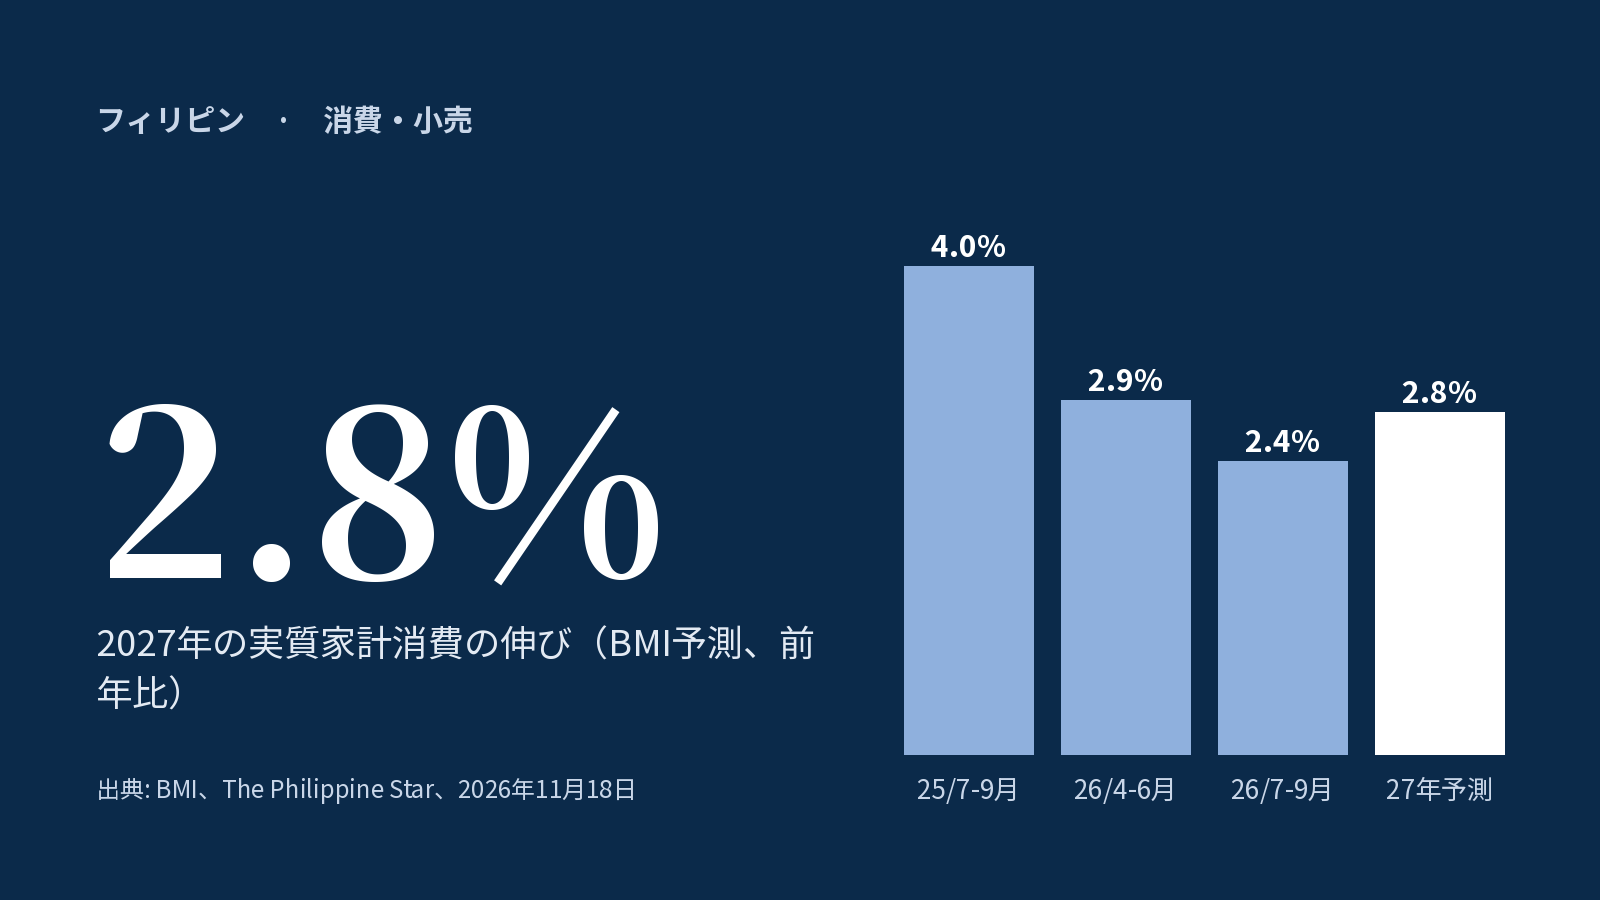 フィリピン ・ 消費・小売
2.8%
2027年の実質家計消費の伸び（BMI予測、前
年比）
出典: BMI、The Philippine Star、2026年11月18日
4.0%
2.9%
2.4%
2.8%
25/7-9月
26/4-6月
26/7-9月
27年予測